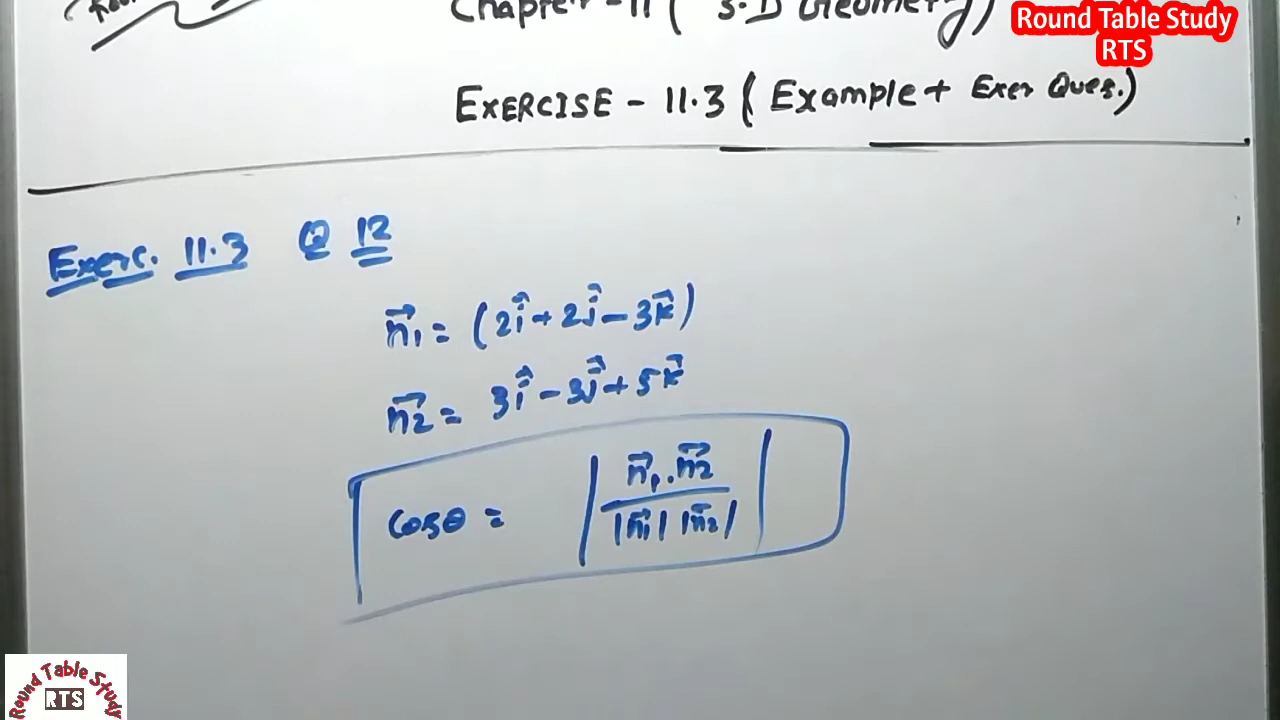 Chapter - 11 ( 3.D Geometry)
Round Table Study
RTS
EXERCISE - 11.3 ( Example + Exer Ques.)
Exerc. 11.3 Q 12
n⃗₁ = (2î + 2ĵ - 3k⃗)
n⃗₂ = 3î - 3ĵ + 5k⃗
cosθ = | n⃗₁ . n⃗₂ / |n⃗₁| |n⃗₂| |
Round Table Study
RTS